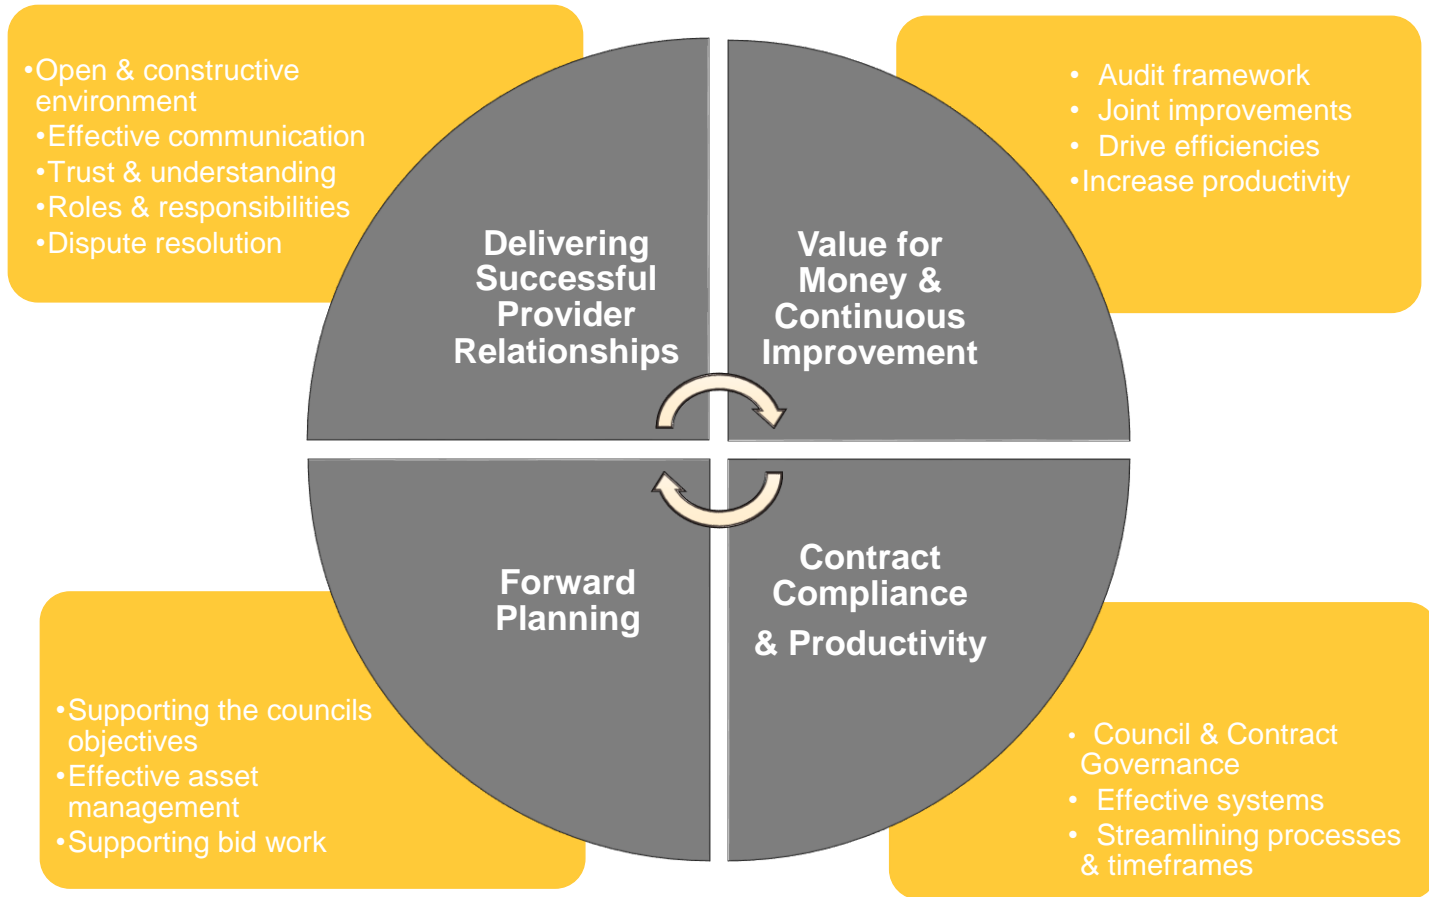 •Open & constructive
environment
•Effective communication
•Trust & understanding
•Roles & responsibilities
•Dispute resolution
• Audit framework
• Joint improvements
• Drive efficiencies
•Increase productivity
Delivering
Successful
Provider
Relationships
Value for
Money &
Continuous
Improvement
Forward
Planning
Contract
Compliance
& Productivity
•Supporting the councils
objectives
•Effective asset
management
•Supporting bid work
• Council & Contract
Governance
• Effective systems
• Streamlining processes
& timeframes